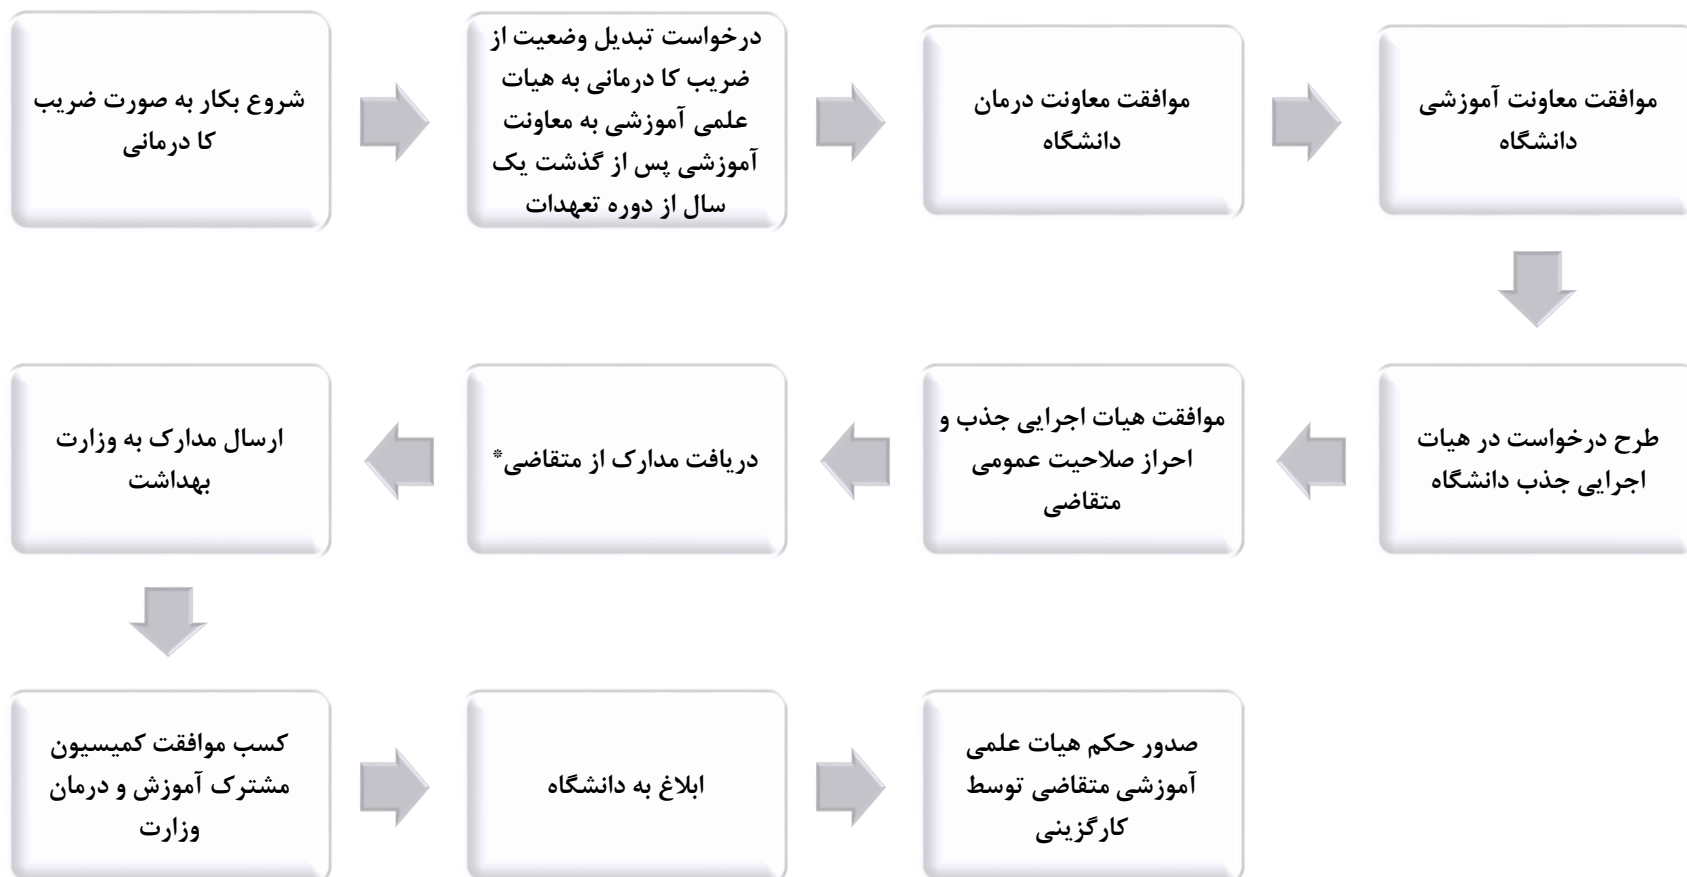 شروع بکار به صورت ضریب
کا درمانی
درخواست تبدیل وضعیت از
ضریب کا درمانی به هیات
علمی آموزشی به معاونت
آموزشی پس از گذشت یک
سال از دوره تعهدات
موافقت معاونت درمان
دانشگاه
موافقت معاونت آموزشی
دانشگاه
طرح درخواست در هیات
اجرایی جذب دانشگاه
موافقت هیات اجرایی جذب و
احراز صلاحیت عمومی
متقاضی
دریافت مدارک از متقاضی*
ارسال مدارک به وزارت
بهداشت
کسب موافقت کمیسیون
مشترک آموزش و درمان
وزارت
ابلاغ به دانشگاه
صدور حکم هیات علمی
آموزشی متقاضی توسط
کارگزینی